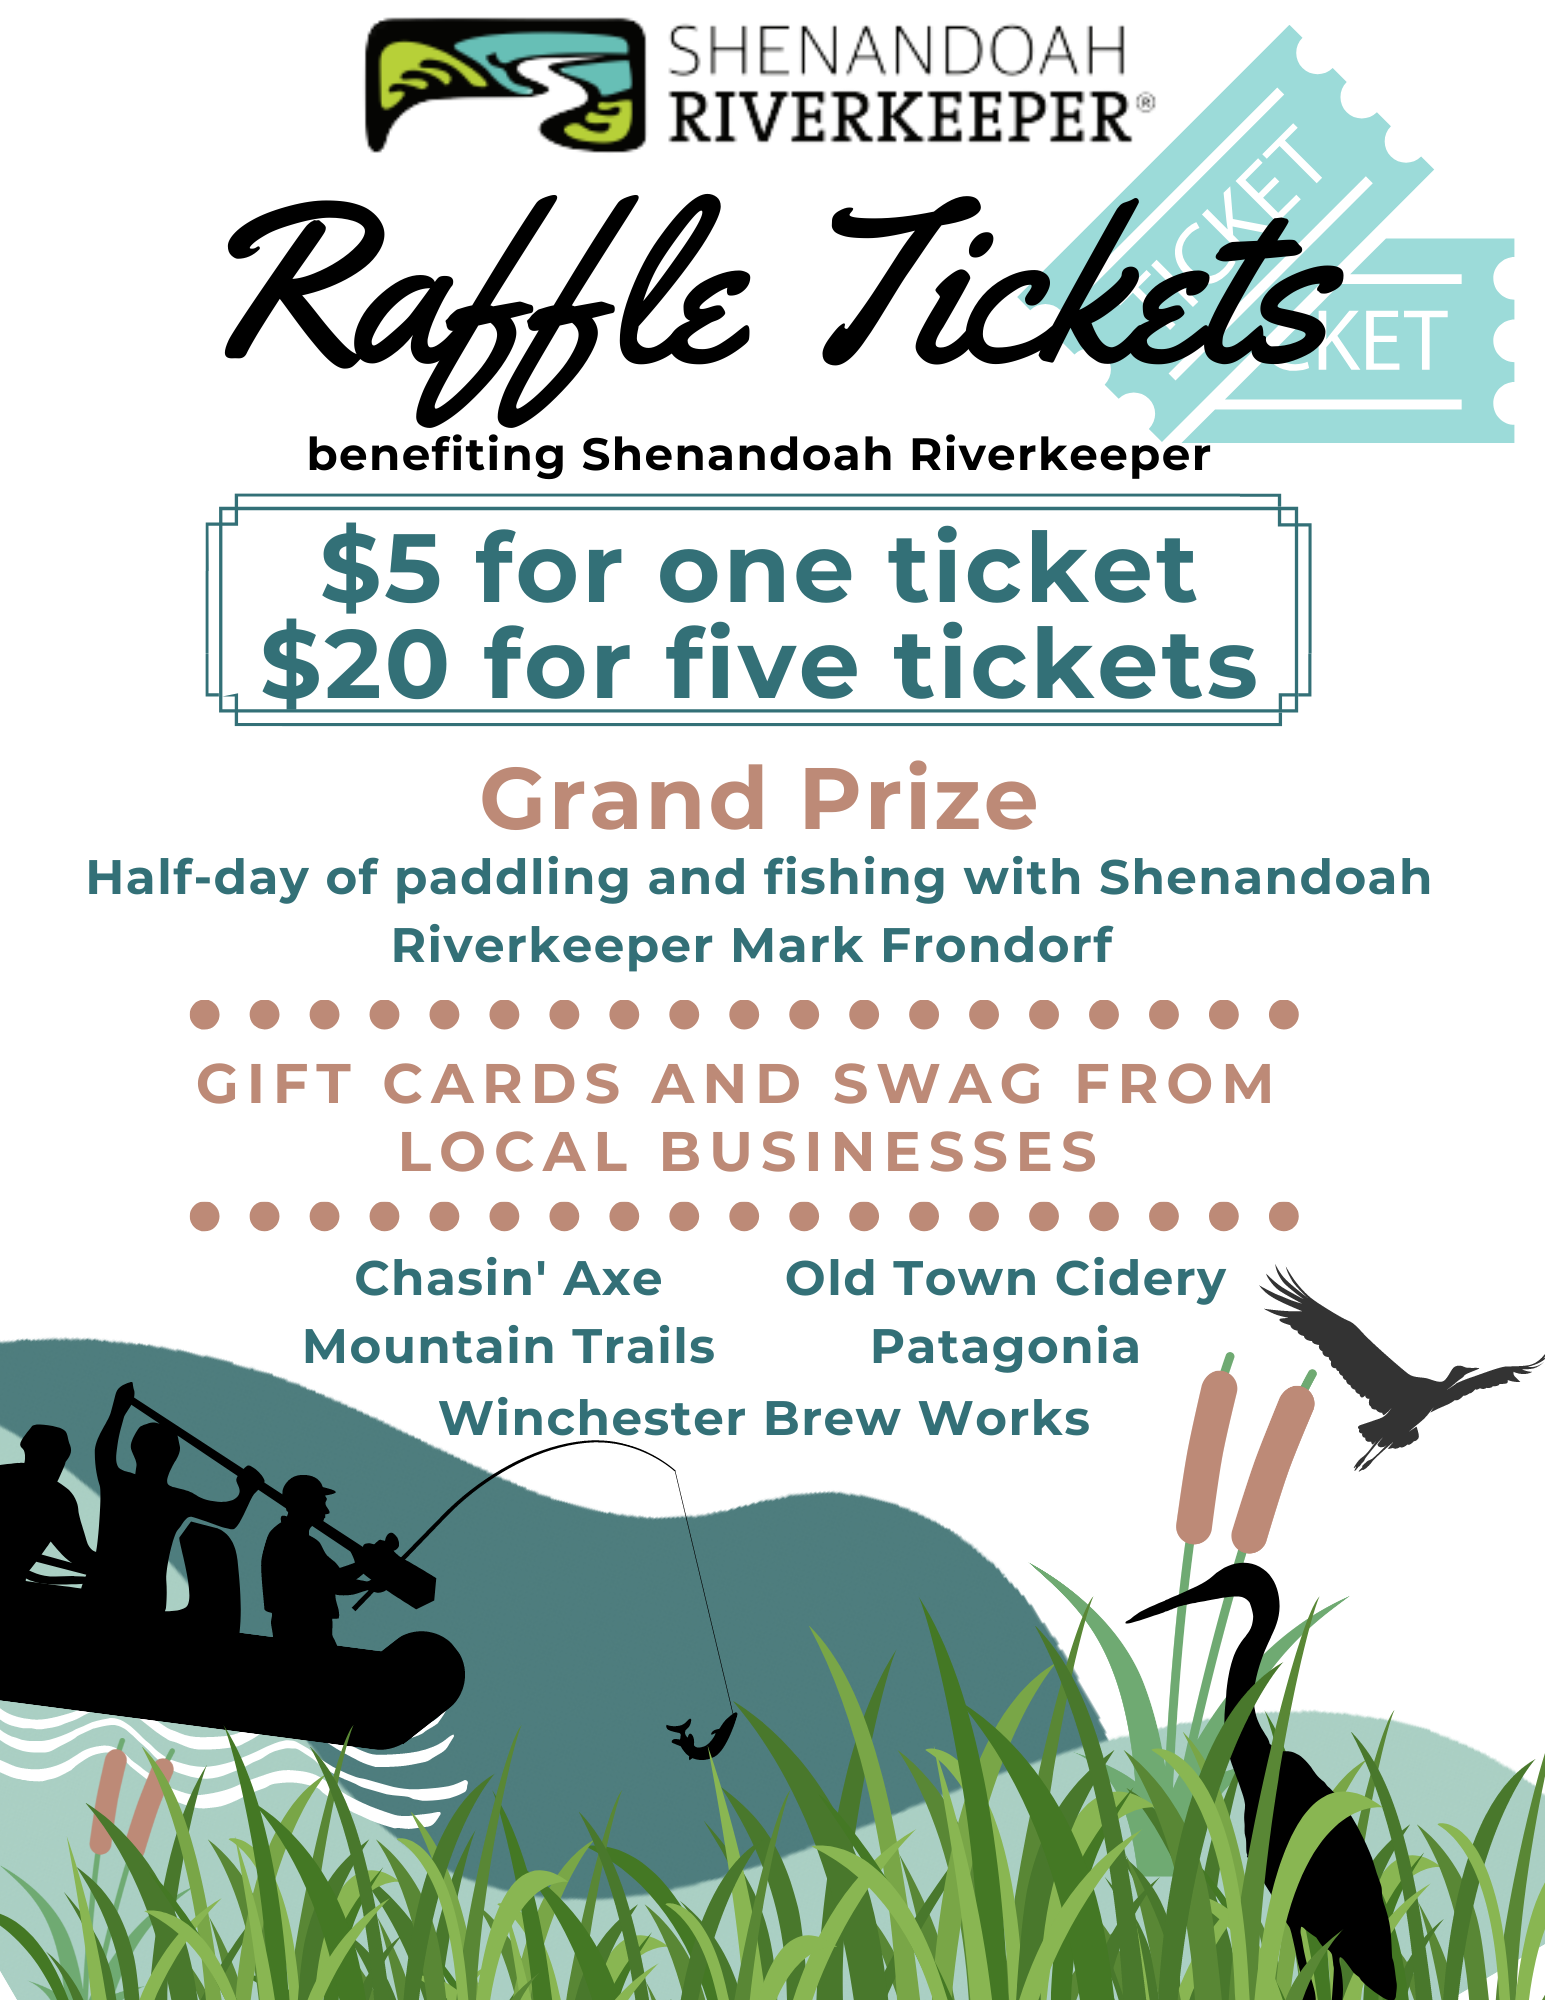 SHENANDOAH
RIVERKEEPER®
TICKET
CKET
Raffle Tickets
benefiting Shenandoah Riverkeeper
$5 for one ticket
$20 for five tickets
Grand Prize
Half-day of paddling and fishing with Shenandoah
Riverkeeper Mark Frondorf
GIFT CARDS AND SWAG FROM
LOCAL BUSINESSES
Chasin' Axe Old Town Cidery
Mountain Trails Patagonia
Winchester Brew Works